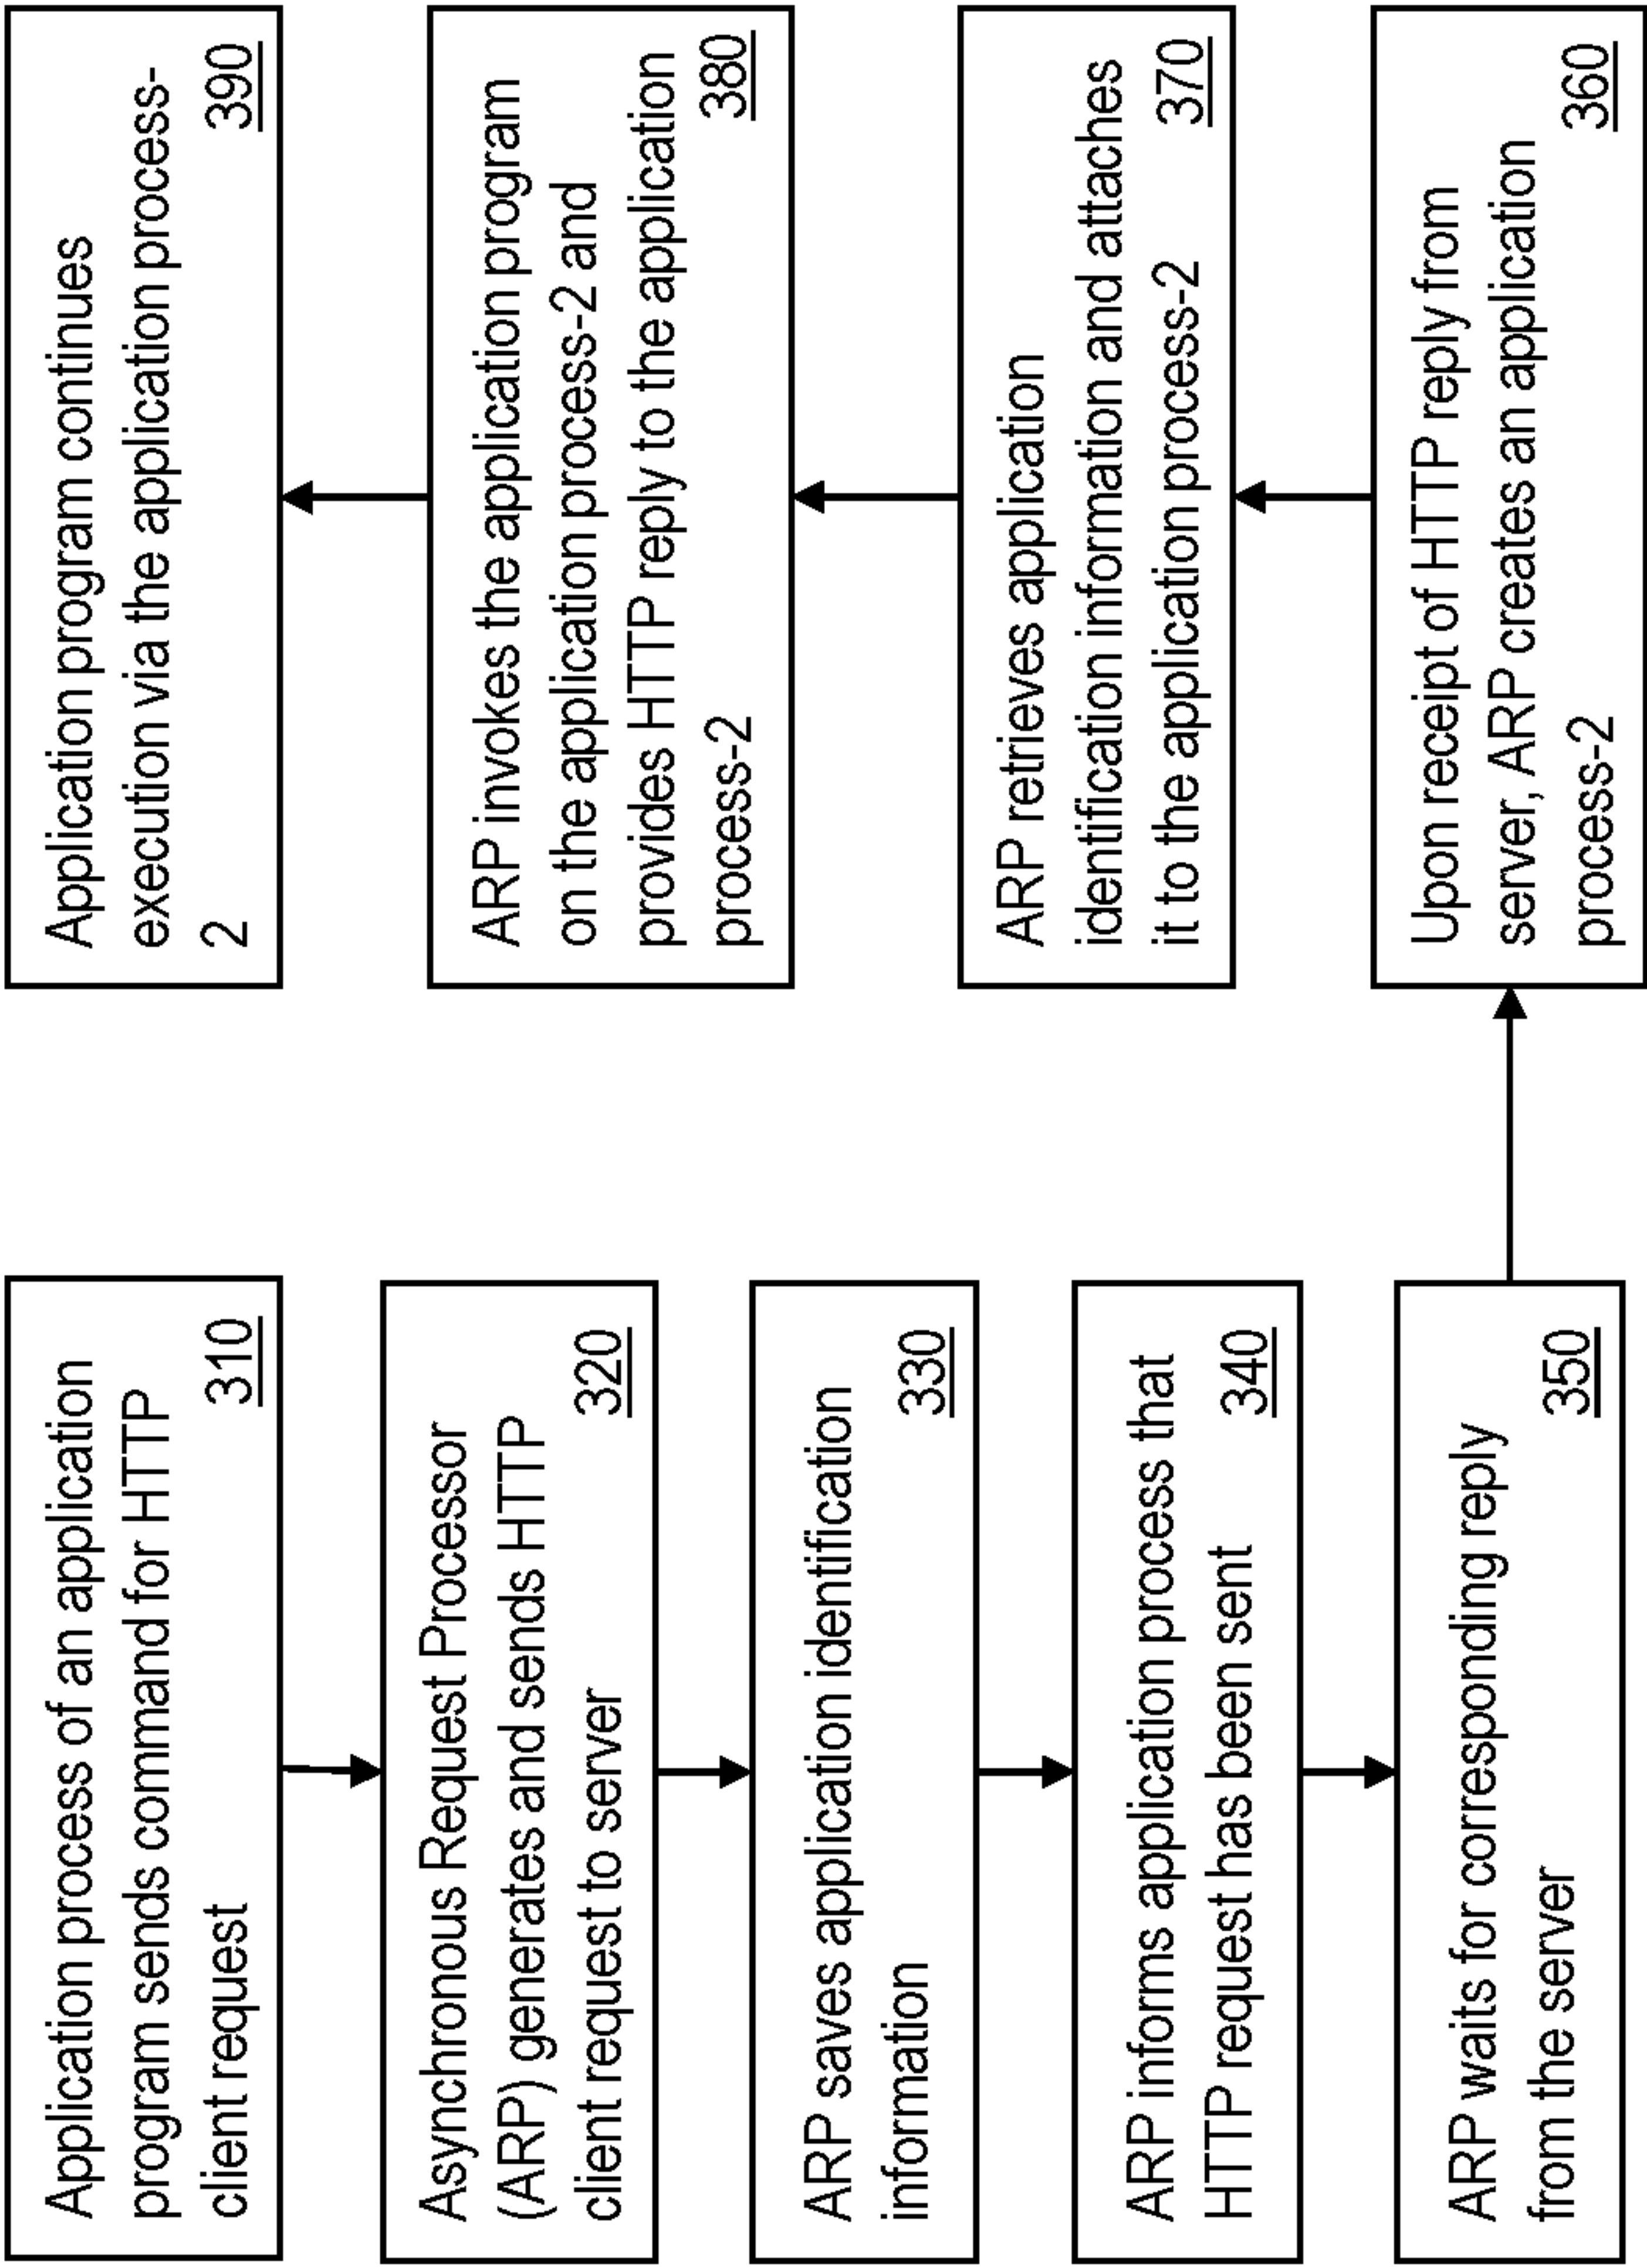 Application process of an application
program sends command for HTTP
client request
310
Asynchronous Request Processor
(ARP) generates and sends HTTP
client request to server
320
ARP saves application identification
information
330
ARP informs application process that
HTTP request has been sent
340
ARP waits for corresponding reply
from the server
350
Upon receipt of HTTP reply from
server, ARP creates an application
process-2
360
ARP retrieves application
identification information and attaches
it to the application process-2
370
ARP invokes the application program
on the application process-2 and
provides HTTP reply to the application
process-2
380
Application program continues
execution via the application process-
2
390